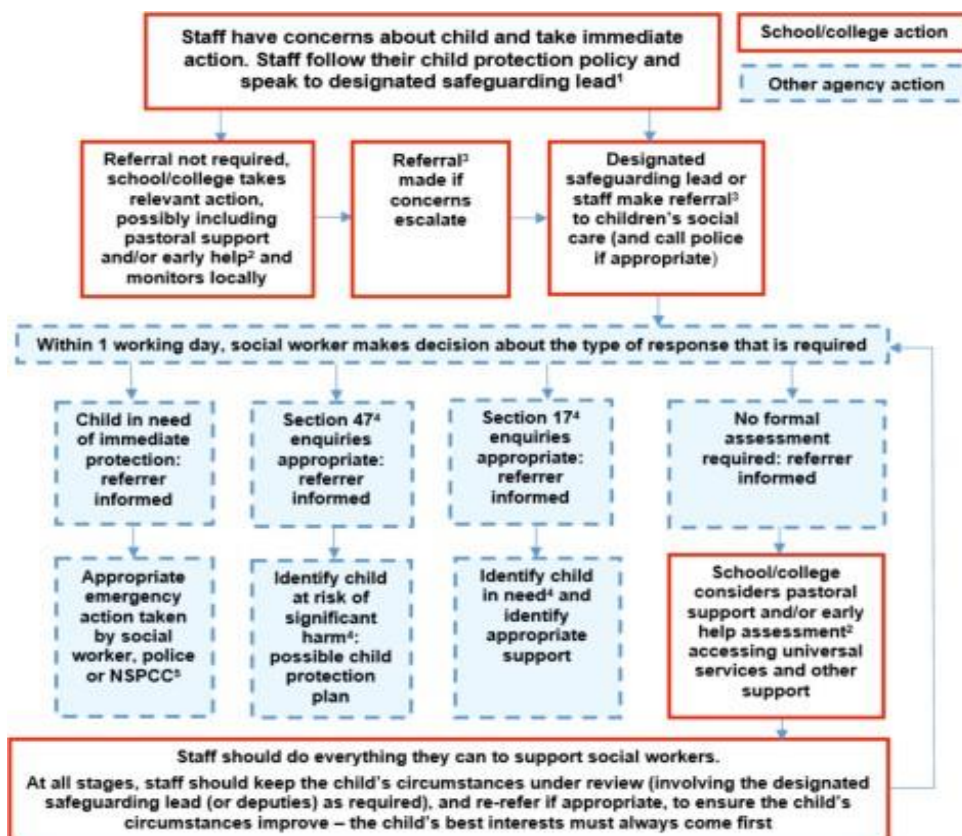 Staff have concerns about child and take immediate
action. Staff follow their child protection policy and
speak to designated safeguarding lead¹
School/college action
Other agency action
Referral not required,
school/college takes
relevant action,
possibly including
pastoral support
and/or early help² and
monitors locally
Referral³
made if
concerns
escalate
Designated
safeguarding lead or
staff make referral³
to children's social
care (and call police
if appropriate)
Within 1 working day, social worker makes decision about the type of response that is required
Child in need
of immediate
protection:
referrer
informed
Section 47⁴
enquiries
appropriate:
referrer
informed
Section 17⁴
enquiries
appropriate:
referrer
informed
No formal
assessment
required: referrer
informed
Appropriate
emergency
action taken
by social
worker, police
or NSPCC⁵
Identify child
at risk of
significant
harm⁴:
possible child
protection
plan
Identify child
in need⁴ and
identify
appropriate
support
School/college
considers pastoral
support and/or early
help assessment²
accessing universal
services and other
support
Staff should do everything they can to support social workers.
At all stages, staff should keep the child's circumstances under review (involving the designated
safeguarding lead (or deputies) as required), and re-refer if appropriate, to ensure the child's
circumstances improve – the child's best interests must always come first